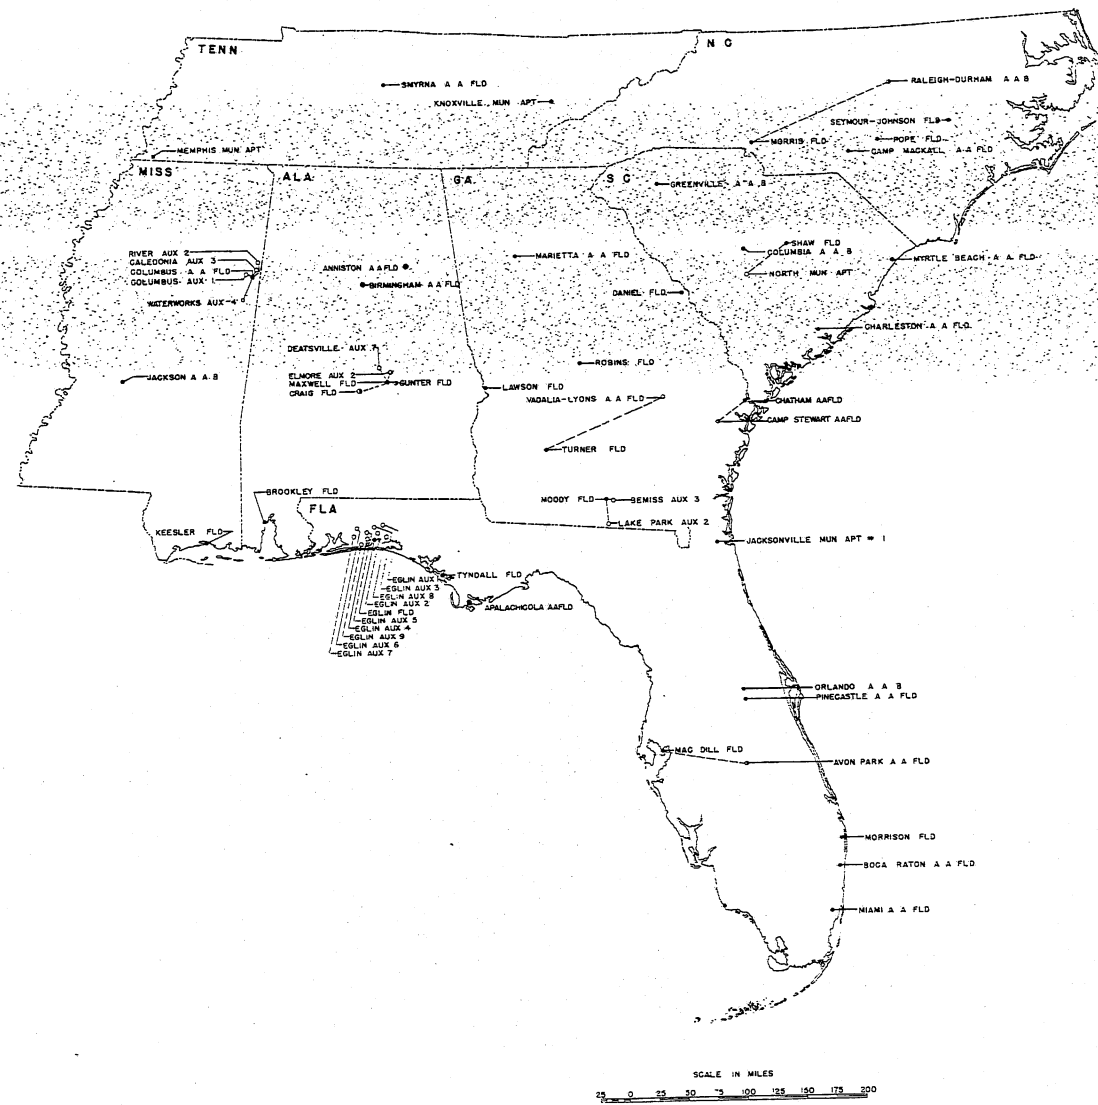 TENN
N C
SMYRNA A A FLD
KNOXVILLE MUN APT
RALEIGH-DURHAM A A B
SEYMOUR-JOHNSON FLD
POPE FLD
MORRIS FLD
CAMP MACKALL A A FLD
MEMPHIS MUN APT
MISS
ALA
GA
S C
GREENVILLE A A B
RIVER AUX 2
CALEDONIA AUX 3
COLUMBUS A A FLD
COLUMBUS AUX 1
WATERWORKS AUX 4
ANNISTON AAFLD
BIRMINGHAM A A FLD
MARIETTA A A FLD
SHAW FLD
COLUMBIA A A B
NORTH MUN APT
MYRTLE BEACH A A FLD
DANIEL FLD
CHARLESTON A A FLD
DEATSVILLE AUX 7
ELMORE AUX 2
MAXWELL FLD
GUNTER FLD
CRAIG FLD
JACKSON A A B
ROBINS FLD
LAWSON FLD
VADALIA-LYONS A A FLD
CHATHAM AAFLD
CAMP STEWART AAFLD
TURNER FLD
BROOKLEY FLD
MOODY FLD
BEMISS AUX 3
FLA
LAKE PARK AUX 2
KEESLER FLD
JACKSONVILLE MUN APT # 1
TYNDALL FLD
EGLIN AUX 1
EGLIN AUX 3
EGLIN AUX 8
EGLIN AUX 2
APALACHICOLA AAFLD
EGLIN FLD
EGLIN AUX 5
EGLIN AUX 4
EGLIN AUX 9
EGLIN AUX 6
EGLIN AUX 7
ORLANDO A A B
PINECASTLE A A FLD
MAC DILL FLD
AVON PARK A A FLD
MORRISON FLD
BOCA RATON A A FLD
MIAMI A A FLD
SCALE IN MILES
25 0 25 50 75 100 125 150 175 200